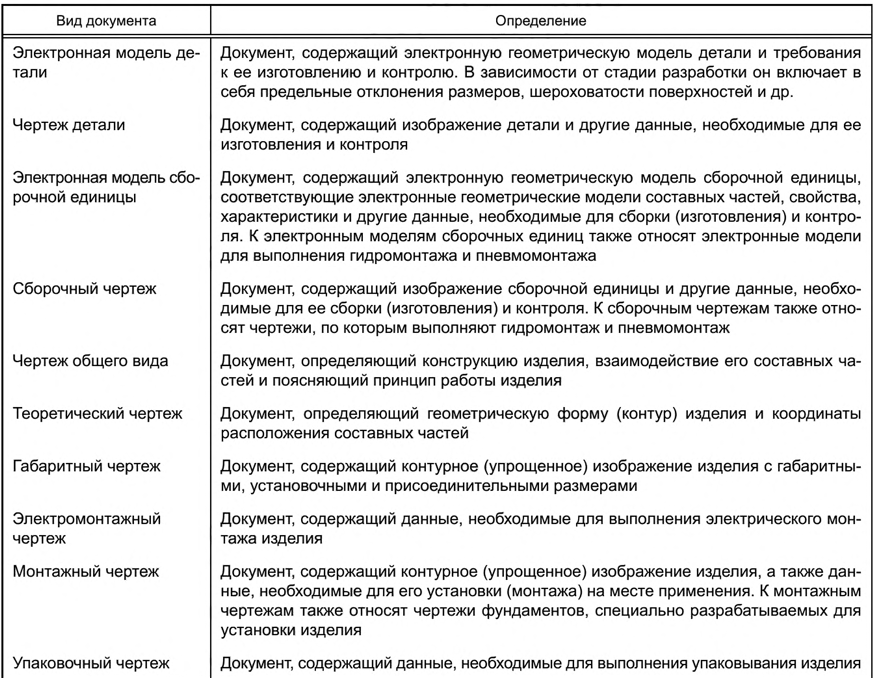 Вид документа
Определение
Электронная модель де-
тали
Документ, содержащий электронную геометрическую модель детали и требования
к ее изготовлению и контролю. В зависимости от стадии разработки он включает в
себя предельные отклонения размеров, шероховатости поверхностей и др.
Чертеж детали
Документ, содержащий изображение детали и другие данные, необходимые для ее
изготовления и контроля
Электронная модель сбо-
рочной единицы
Документ, содержащий электронную геометрическую модель сборочной единицы,
соответствующие электронные геометрические модели составных частей, свойства,
характеристики и другие данные, необходимые для сборки (изготовления) и контро-
ля. К электронным моделям сборочных единиц также относят электронные модели
для выполнения гидромонтажа и пневмомонтажа
Сборочный чертеж
Документ, содержащий изображение сборочной единицы и другие данные, необхо-
димые для ее сборки (изготовления) и контроля. К сборочным чертежам также отно-
сят чертежи, по которым выполняют гидромонтаж и пневмомонтаж
Чертеж общего вида
Документ, определяющий конструкцию изделия, взаимодействие его составных ча-
стей и поясняющий принцип работы изделия
Теоретический чертеж
Документ, определяющий геометрическую форму (контур) изделия и координаты
расположения составных частей
Габаритный чертеж
Документ, содержащий контурное (упрощенное) изображение изделия с габаритны-
ми, установочными и присоединительными размерами
Электромонтажный
чертеж
Документ, содержащий данные, необходимые для выполнения электрического мон-
тажа изделия
Монтажный чертеж
Документ, содержащий контурное (упрощенное) изображение изделия, а также дан-
ные, необходимые для его установки (монтажа) на месте применения. К монтажным
чертежам также относят чертежи фундаментов, специально разрабатываемых для
установки изделия
Упаковочный чертеж
Документ, содержащий данные, необходимые для выполнения упаковывания изделия